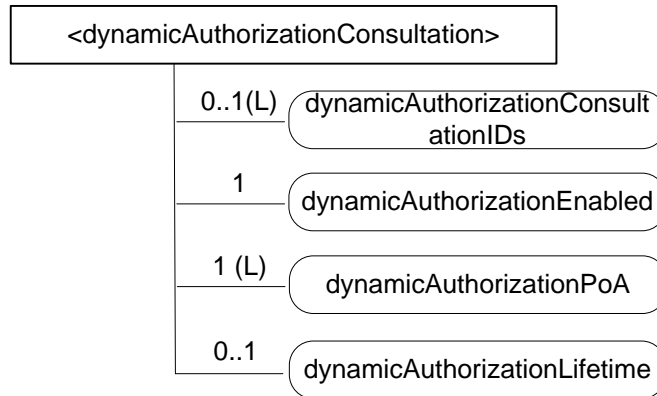 <dynamicAuthorizationConsultation>
0..1(L)
dynamicAuthorizationConsult
ationIDs
1
dynamicAuthorizationEnabled
1 (L)
dynamicAuthorizationPoA
0..1
dynamicAuthorizationLifetime